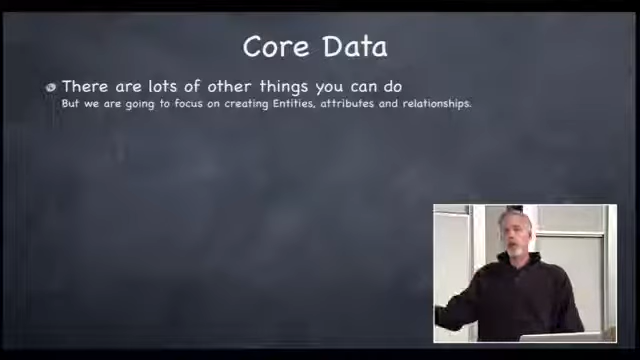 Core Data
There are lots of other things you can do
But we are going to focus on creating Entities, attributes and relationships.